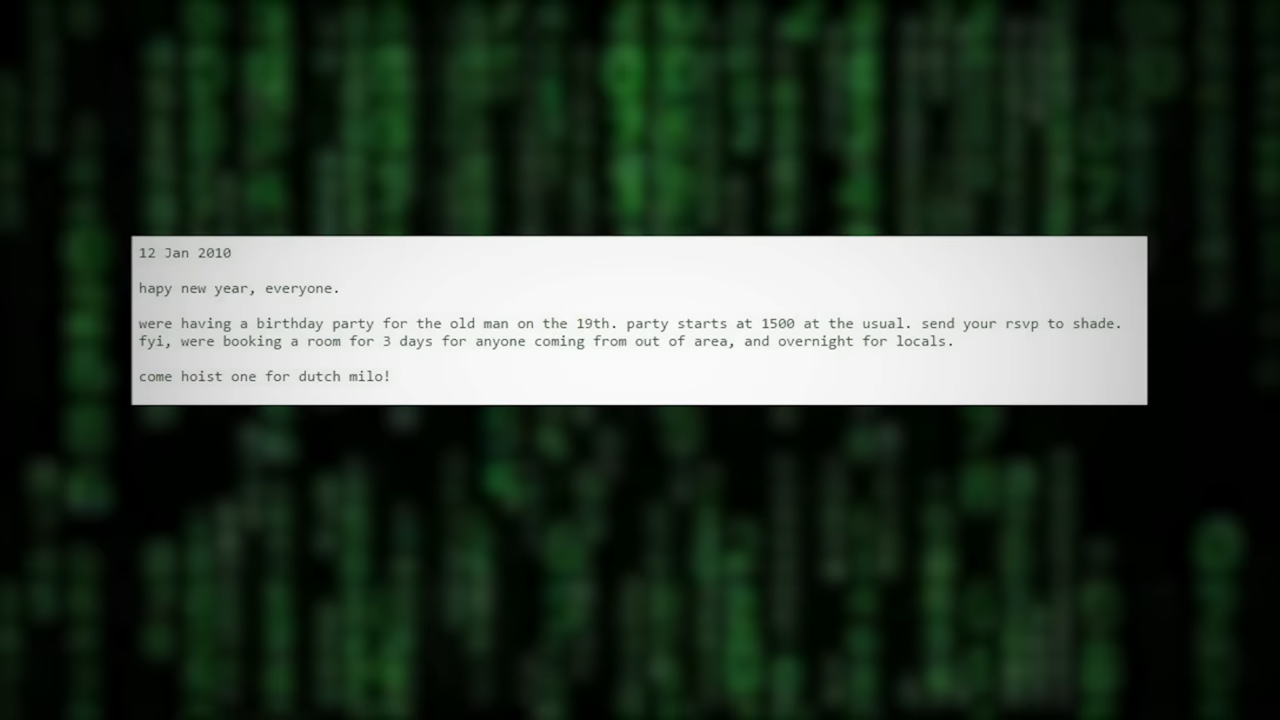 12 Jan 2010
hapy new year, everyone.
were having a birthday party for the old man on the 19th. party starts at 1500 at the usual. send your rsvp to shade.
fyi, were booking a room for 3 days for anyone coming from out of area, and overnight for locals.
come hoist one for dutch milo!